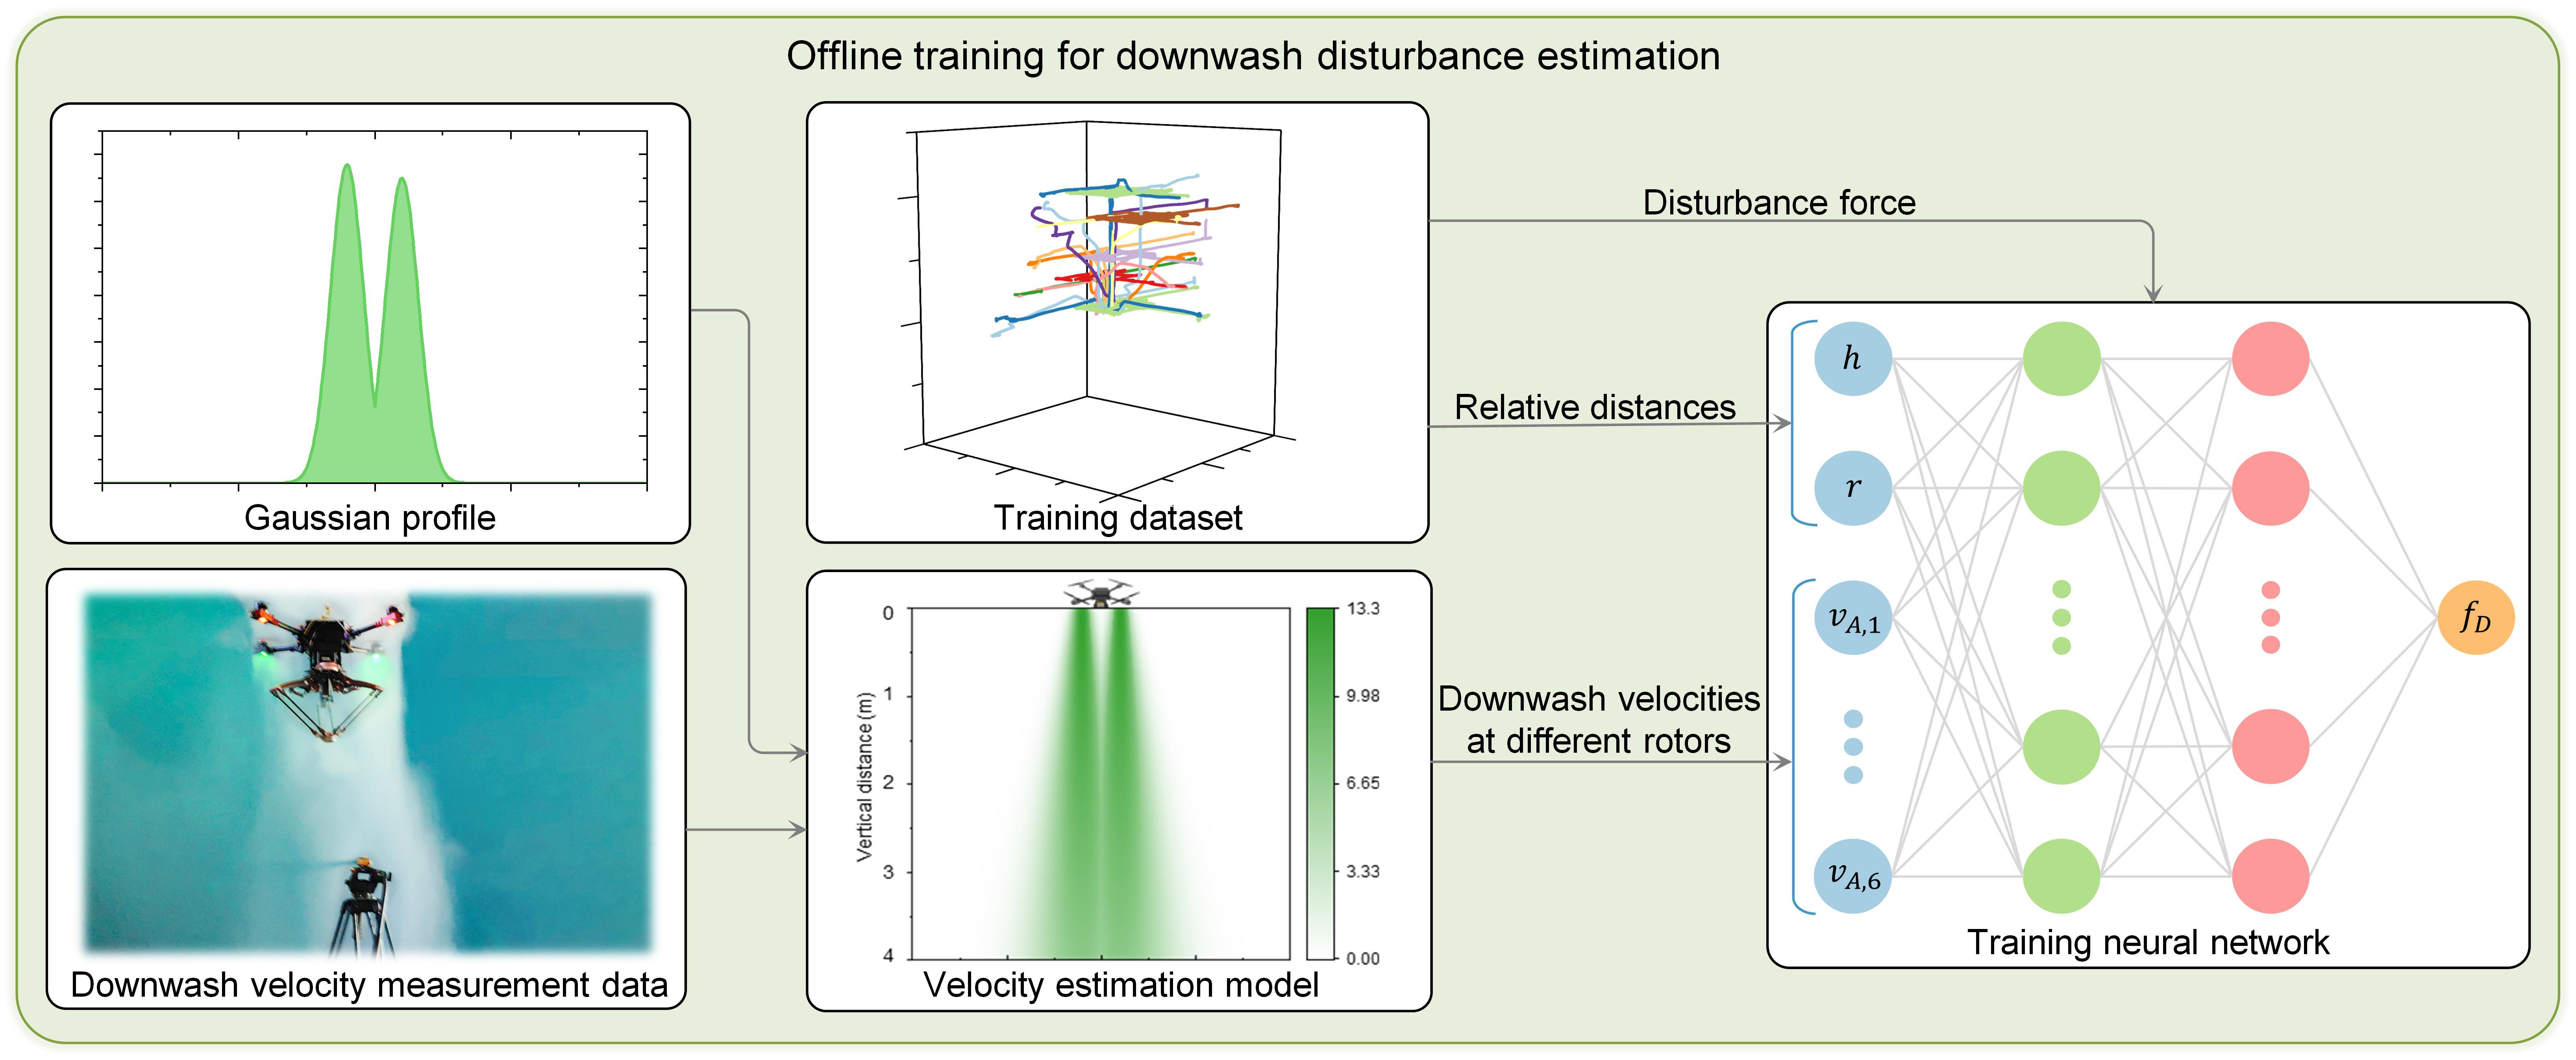 Offline training for downwash disturbance estimation
Gaussian profile
Training dataset
Disturbance force
Relative distances
Downwash velocity measurement data
0
1
2
3
4
Vertical distance (m)
13.3
9.98
6.65
3.33
0.00
Velocity estimation model
Downwash velocities
at different rotors
h
r
v_{A,1}
v_{A,6}
f_D
Training neural network